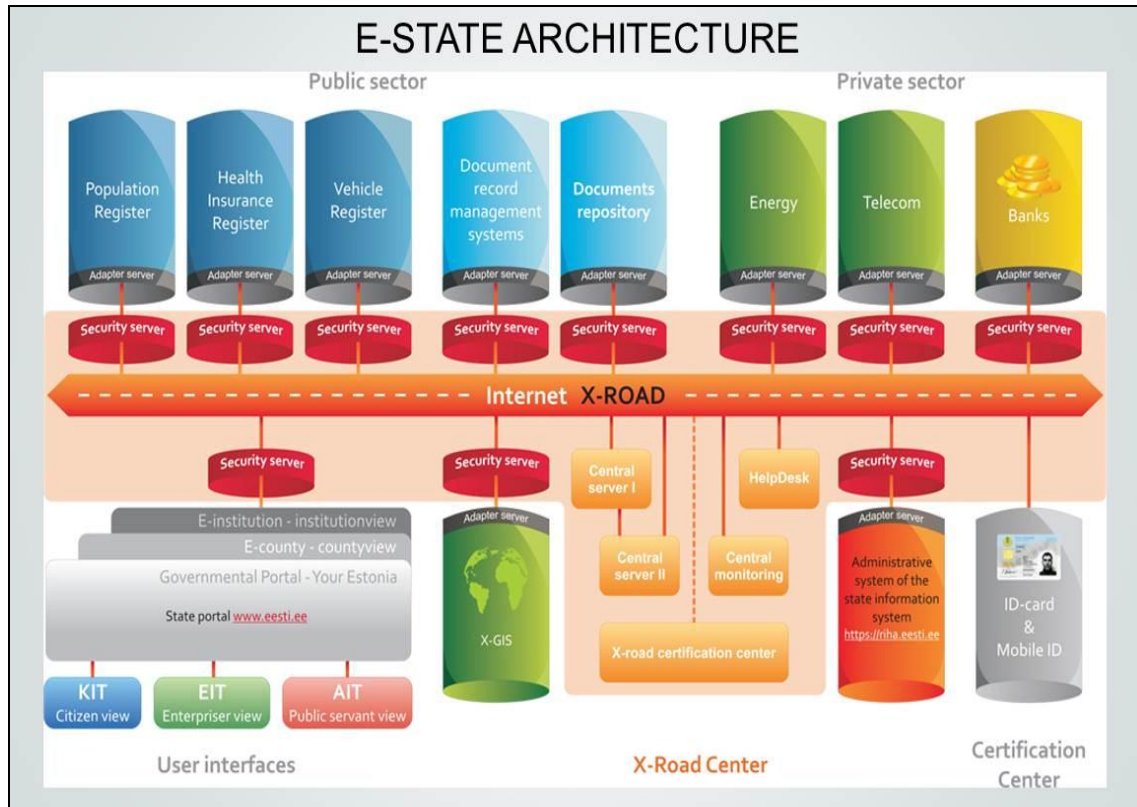 E-STATE ARCHITECTURE
Public sector
Private sector
Population
Register
Health
Insurance
Register
Vehicle
Register
Document
record
management
systems
Documents
repository
Energy
Telecom
Banks
Adapter server
Adapter server
Adapter server
Adapter server
Adapter server
Adapter server
Adapter server
Adapter server
Security server
Security server
Security server
Security server
Security server
Security server
Security server
Security server
Internet X-ROAD
Security server
Security server
Central
server I
HelpDesk
Security server
E-institution - institutionview
E-county - countyview
Governmental Portal - Your Estonia
State portal www.eesti.ee
Adapter server
X-GIS
Central
server II
Central
monitoring
X-road certification center
Adapter server
Administrative
system of the
state information
system
https://riha.eesti.ee
ID-card
&
Mobile ID
KIT
Citizen view
EIT
Enterpriser view
AIT
Public servant view
User interfaces
X-Road Center
Certification
Center